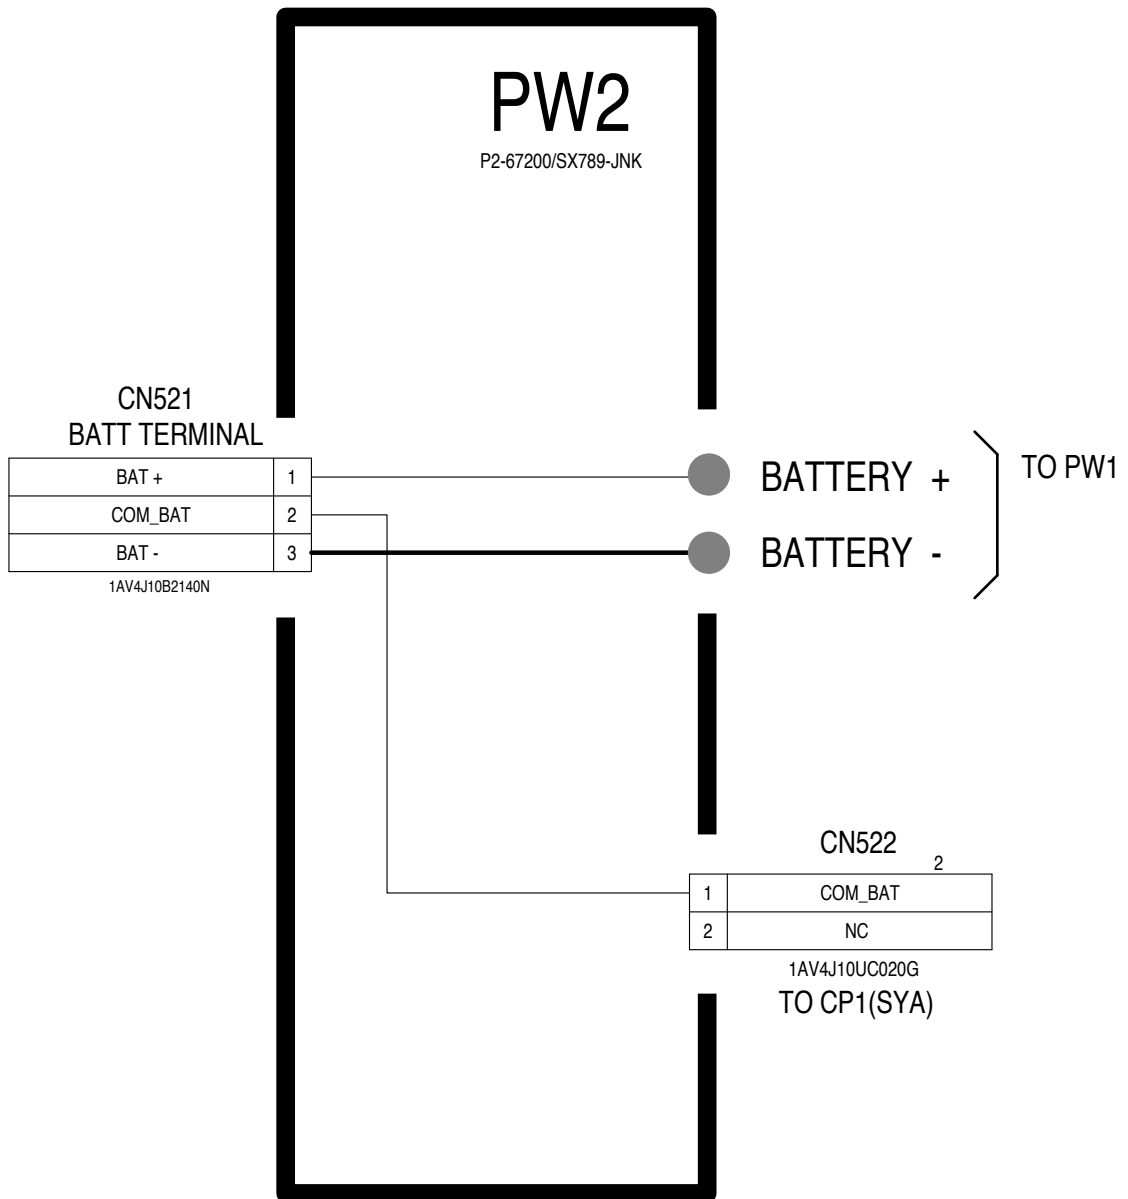 PW2
P2-67200/SX789-JNK
CN521
BATT TERMINAL
BAT + 1
COM_BAT 2
BAT - 3
1AV4J10B2140N
BATTERY +
BATTERY -
TO PW1
CN522
2
1 COM_BAT
2 NC
1AV4J10UC020G
TO CP1(SYA)